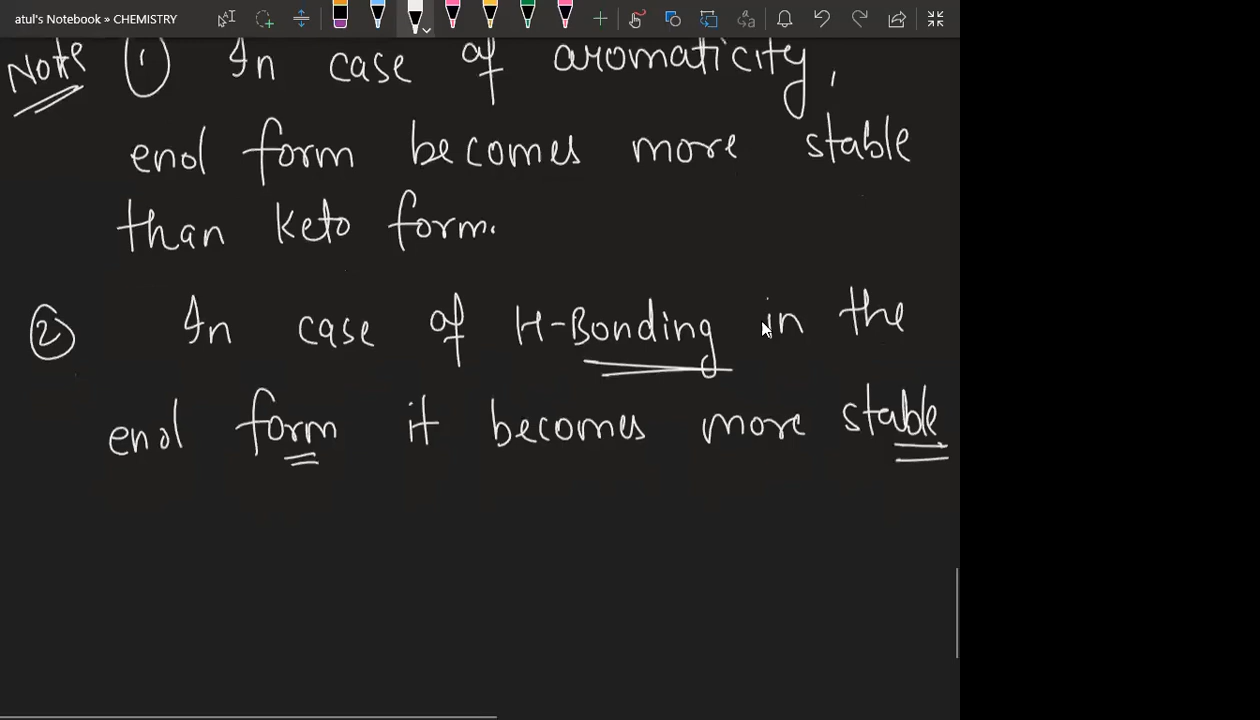 atul's Notebook » CHEMISTRY
Note ① In case of aromaticity,
enol form becomes more stable
than keto form.
② In case of H-Bonding in the
enol form it becomes more stable